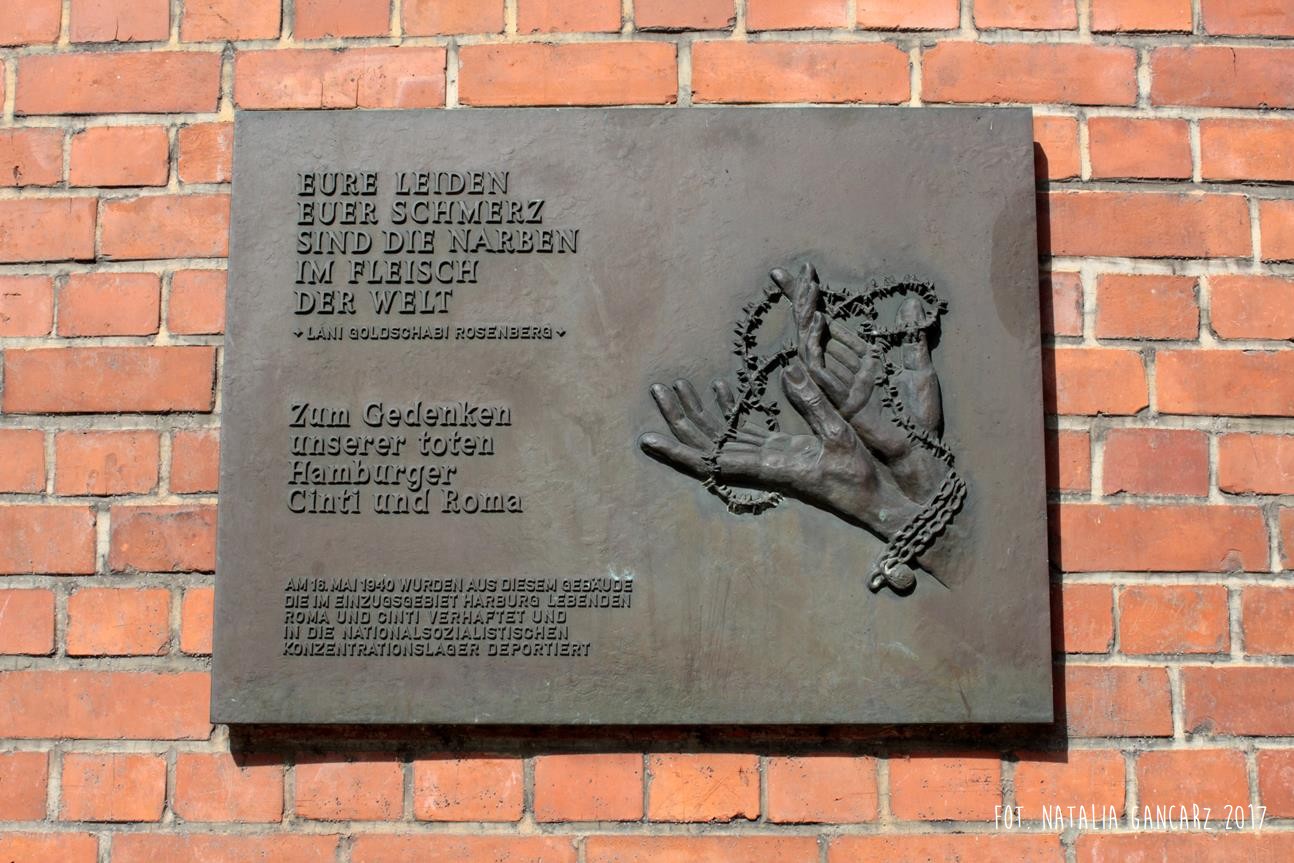 EURE LEIDEN
EUER SCHMERZ
SIND DIE NARBEN
IM FLEISCH
DER WELT
LANI GOLDSCHABI ROSENBERG
Zum Gedenken
unserer toten
Hamburger
Cinti und Roma
AM 16. MAI 1940 WURDEN AUS DIESEM GEBÄUDE
DIE IM EINZUGSGEBIET HARBURG LEBENDEN
ROMA UND CINTI VERHAFTET UND
IN DIE NATIONALSOZIALISTISCHEN
KONZENTRATIONSLAGER DEPORTIERT
FOT. NATALIA GANCARZ 2017